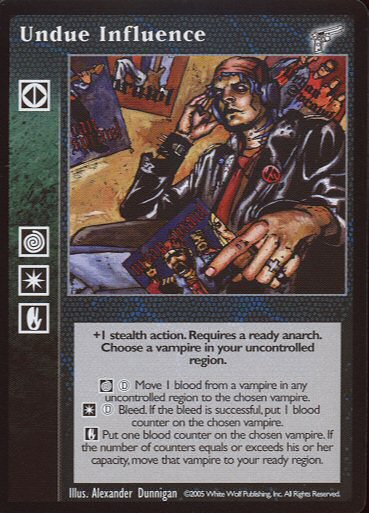 Undue Influence
+1 stealth action. Requires a ready anarch.
Choose a vampire in your uncontrolled
region.
Ⓓ Move 1 blood from a vampire in any
uncontrolled region to the chosen vampire.
Ⓓ Bleed. If the bleed is successful, put 1 blood
counter on the chosen vampire.
Put one blood counter on the chosen vampire. If
the number of counters equals or exceeds his or her
capacity, move that vampire to your ready region.
Illus. Alexander Dunnigan ©2005 White Wolf Publishing, Inc. All Rights Reserved.